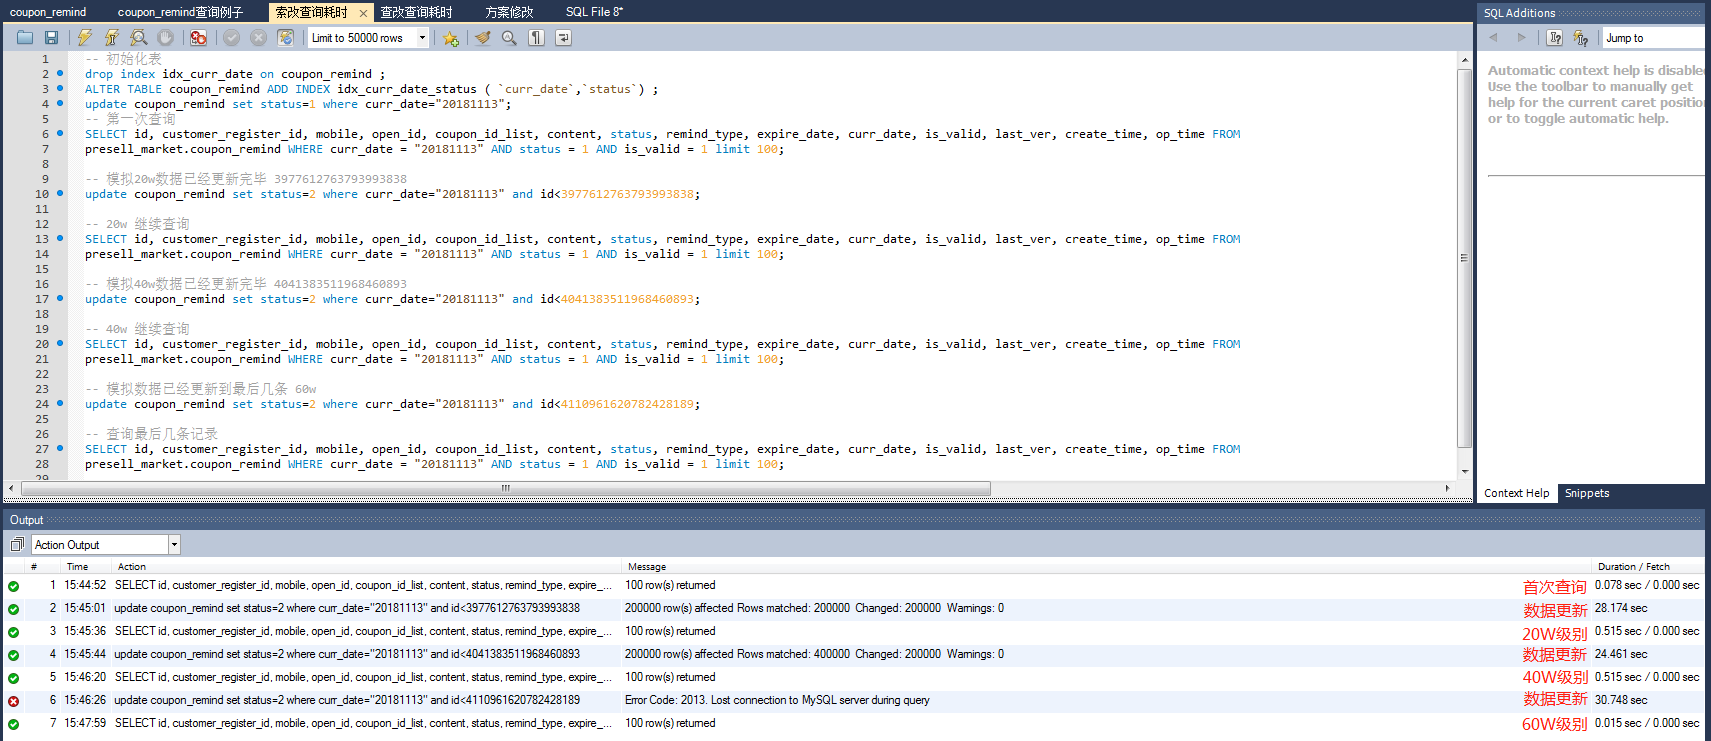 coupon_remind coupon_remind查询例子 索改查询耗时 × 查改查询耗时 方案修改 SQL File 8*
SQL Additions
Limit to 50000 rows
Jump to
Automatic context help is disabled
Use the toolbar to manually get
help for the current caret position
or to toggle automatic help.
1 -- 初始化表
2 drop index idx_curr_date on coupon_remind ;
3 ALTER TABLE coupon_remind ADD INDEX idx_curr_date_status ( `curr_date`,`status`) ;
4 update coupon_remind set status=1 where curr_date="20181113";
5 -- 第一次查询
6 SELECT id, customer_register_id, mobile, open_id, coupon_id_list, content, status, remind_type, expire_date, curr_date, is_valid, last_ver, create_time, op_time FROM
7 presell_market.coupon_remind WHERE curr_date = "20181113" AND status = 1 AND is_valid = 1 limit 100;
8
9 -- 模拟20w数据已经更新完毕 3977612763793993838
10 update coupon_remind set status=2 where curr_date="20181113" and id<3977612763793993838;
11
12 -- 20w 继续查询
13 SELECT id, customer_register_id, mobile, open_id, coupon_id_list, content, status, remind_type, expire_date, curr_date, is_valid, last_ver, create_time, op_time FROM
14 presell_market.coupon_remind WHERE curr_date = "20181113" AND status = 1 AND is_valid = 1 limit 100;
15
16 -- 模拟40w数据已经更新完毕 4041383511968460893
17 update coupon_remind set status=2 where curr_date="20181113" and id<4041383511968460893;
18
19 -- 40w 继续查询
20 SELECT id, customer_register_id, mobile, open_id, coupon_id_list, content, status, remind_type, expire_date, curr_date, is_valid, last_ver, create_time, op_time FROM
21 presell_market.coupon_remind WHERE curr_date = "20181113" AND status = 1 AND is_valid = 1 limit 100;
22
23 -- 模拟数据已经更新到最后几条 60w
24 update coupon_remind set status=2 where curr_date="20181113" and id<4110961620782428189;
25
26 -- 查询最后几条记录
27 SELECT id, customer_register_id, mobile, open_id, coupon_id_list, content, status, remind_type, expire_date, curr_date, is_valid, last_ver, create_time, op_time FROM
28 presell_market.coupon_remind WHERE curr_date = "20181113" AND status = 1 AND is_valid = 1 limit 100;
29
Context Help Snippets
Output
Action Output
# Time Action Message Duration / Fetch
1 15:44:52 SELECT id, customer_register_id, mobile, open_id, coupon_id_list, content, status, remind_type, expire_... 100 row(s) returned 首次查询 0.078 sec / 0.000 sec
2 15:45:01 update coupon_remind set status=2 where curr_date="20181113" and id<3977612763793993838 200000 row(s) affected Rows matched: 200000 Changed: 200000 Warnings: 0 数据更新 28.174 sec
3 15:45:36 SELECT id, customer_register_id, mobile, open_id, coupon_id_list, content, status, remind_type, expire_... 100 row(s) returned 20W级别 0.515 sec / 0.000 sec
4 15:45:44 update coupon_remind set status=2 where curr_date="20181113" and id<4041383511968460893 200000 row(s) affected Rows matched: 400000 Changed: 200000 Warnings: 0 数据更新 24.461 sec
5 15:46:20 SELECT id, customer_register_id, mobile, open_id, coupon_id_list, content, status, remind_type, expire_... 100 row(s) returned 40W级别 0.515 sec / 0.000 sec
6 15:46:26 update coupon_remind set status=2 where curr_date="20181113" and id<4110961620782428189 Error Code: 2013. Lost connection to MySQL server during query 数据更新 30.748 sec
7 15:47:59 SELECT id, customer_register_id, mobile, open_id, coupon_id_list, content, status, remind_type, expire_... 100 row(s) returned 60W级别 0.015 sec / 0.000 sec